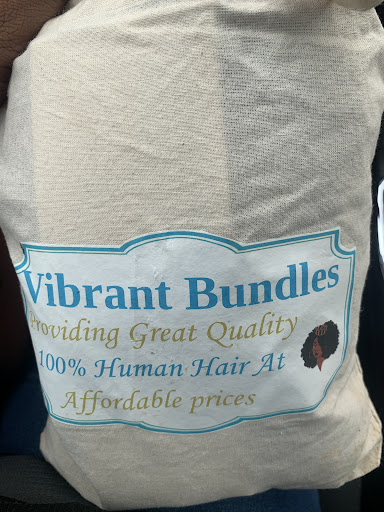 Vibrant Bundles
Providing Great Quality
100% Human Hair At
Affordable prices